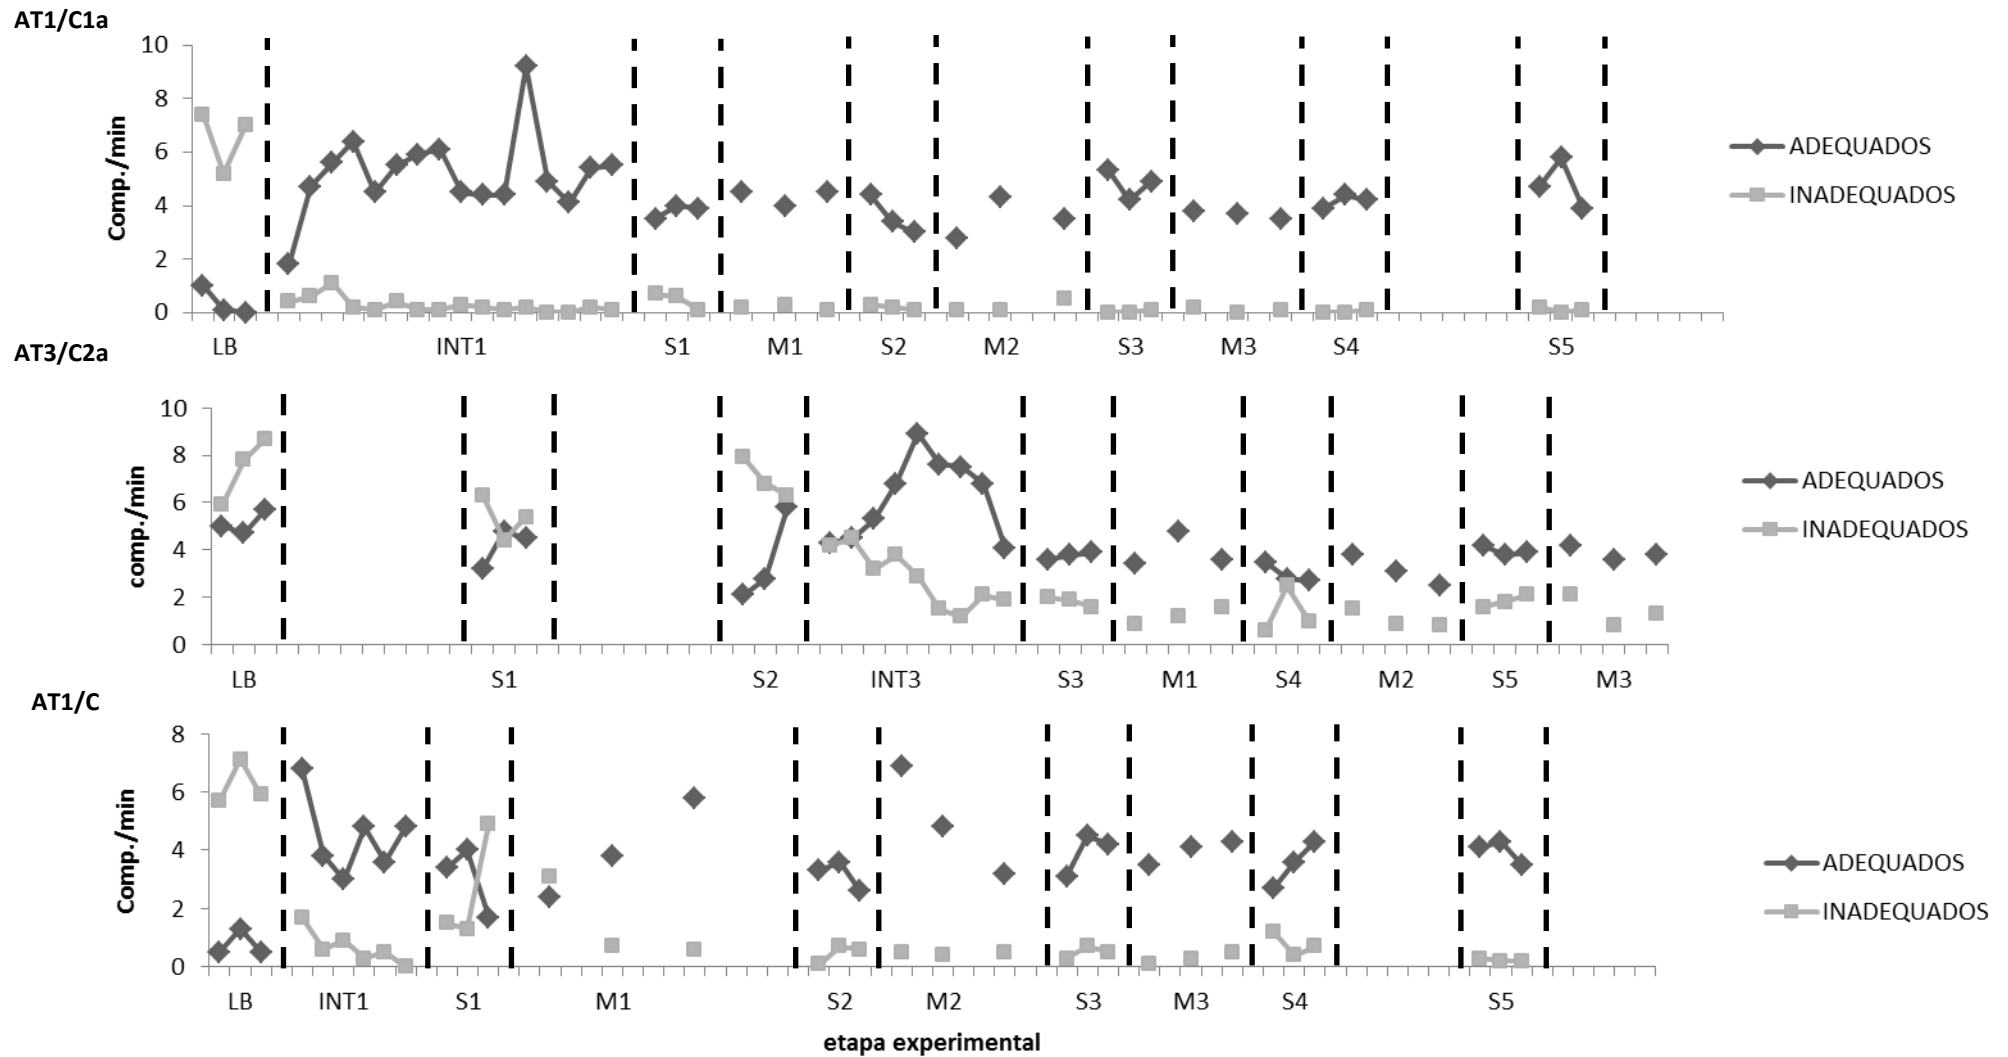 AT1/C1a
10
8
6
4
2
0
Comp./min
ADEQUADOS
INADEQUADOS
LB INT1 S1 M1 S2 M2 S3 M3 S4 S5
AT3/C2a
10
8
6
4
2
0
comp./min
ADEQUADOS
INADEQUADOS
LB S1 S2 INT3 S3 M1 S4 M2 S5 M3
AT1/C
8
6
4
2
0
Comp./min
ADEQUADOS
INADEQUADOS
LB INT1 S1 M1 S2 M2 S3 M3 S4 S5
etapa experimental